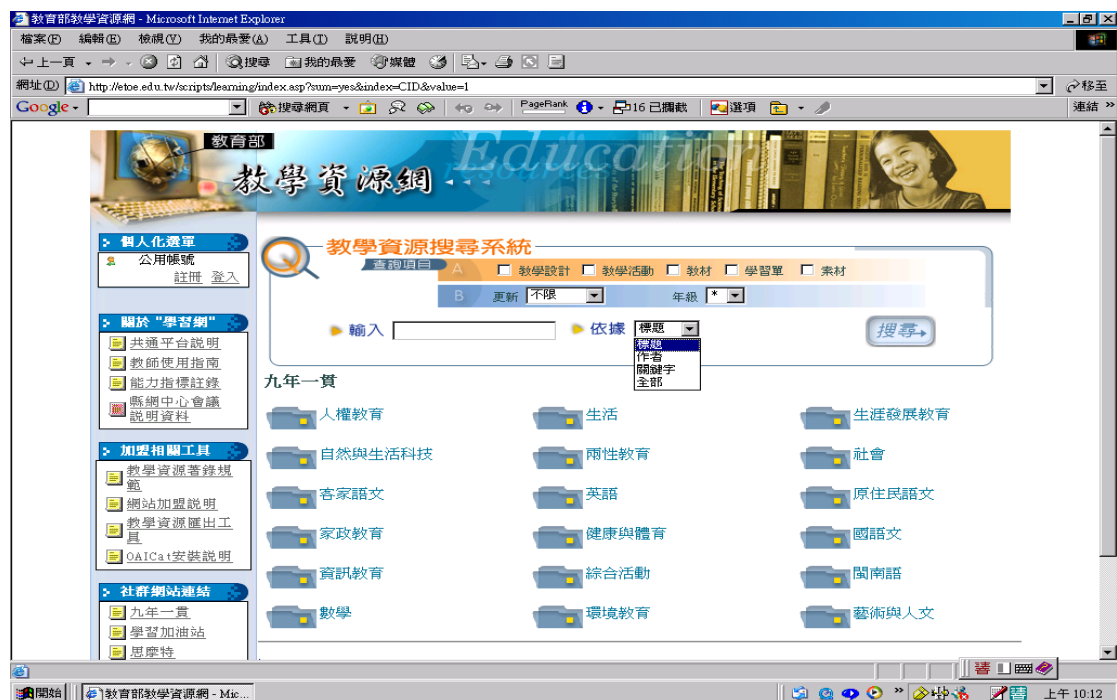 教育部教學資源網 - Microsoft Internet Explorer
檔案(F) 編輯(E) 檢視(V) 我的最愛(A) 工具(T) 說明(H)
上一頁 搜尋 我的最愛 媒體
網址(D) http://etoe.edu.tw/scripts/learning/index.asp?sum=yes&index=CID&value=1 移至
Google 搜尋網頁 PageRank 16 已攔截 選項 連結 »
教育部
教學資源網
Education
個人化選單
公用帳號
註冊 登入
關於 "學習網"
共通平台說明
教師使用指南
能力指標註錄
縣網中心會議
說明資料
加盟相關工具
教學資源著錄規
範
網站加盟說明
教學資源匯出工
具
OAICat安裝說明
社群網站連結
九年一貫
學習加油站
思摩特
教學資源搜尋系統
查詢項目 A 教學設計 教學活動 教材 學習單 素材
B 更新 不限 年級 *
輸入 依據 標題 搜尋
標題
作者
關鍵字
全部
九年一貫
人權教育 生活 生涯發展教育
自然與生活科技 兩性教育 社會
客家語文 英語 原住民語文
家政教育 健康與體育 國語文
資訊教育 綜合活動 閩南語
數學 環境教育 藝術與人文
開始 教育部教學資源網 - Mic... » 上午 10:12